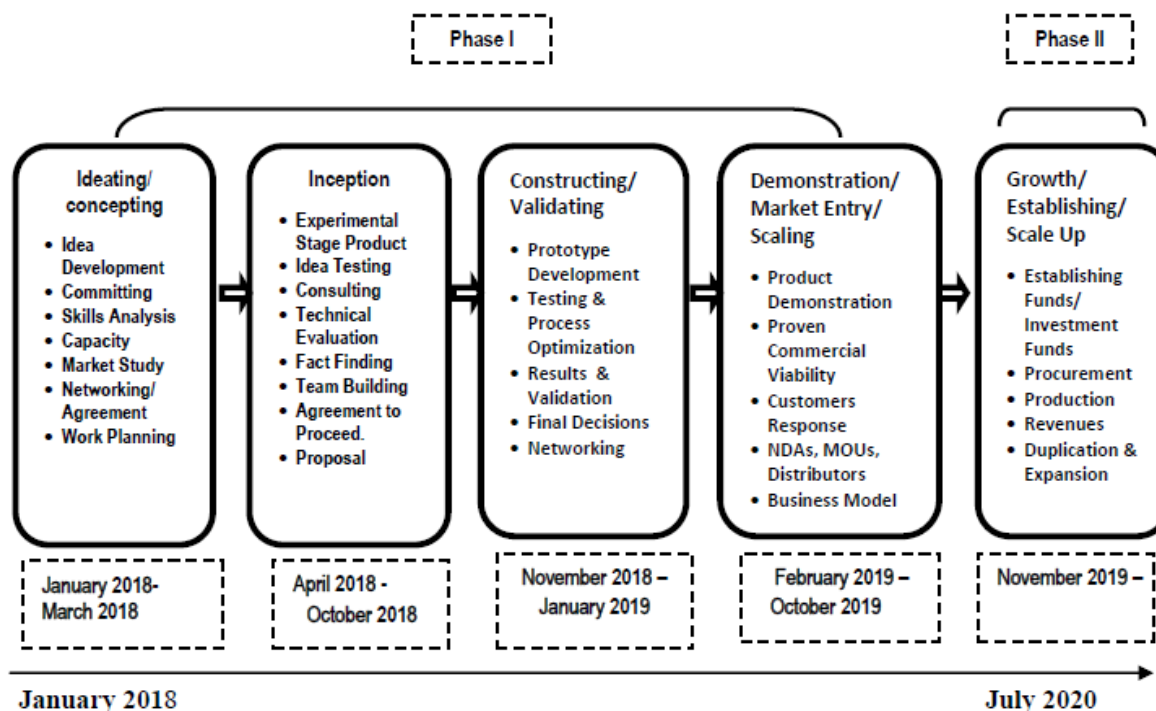 Phase I
Phase II
Ideating/
concepting
• Idea
Development
• Committing
• Skills Analysis
• Capacity
• Market Study
• Networking/
Agreement
• Work Planning
Inception
• Experimental
Stage Product
• Idea Testing
• Consulting
• Technical
Evaluation
• Fact Finding
• Team Building
• Agreement to
Proceed.
• Proposal
Constructing/
Validating
• Prototype
Development
• Testing &
Process
Optimization
• Results &
Validation
• Final Decisions
• Networking
Demonstration/
Market Entry/
Scaling
• Product
Demonstration
• Proven
Commercial
Viability
• Customers
Response
• NDAs, MOUs,
Distributors
• Business Model
Growth/
Establishing/
Scale Up
• Establishing
Funds/
Investment
Funds
• Procurement
• Production
• Revenues
• Duplication &
Expansion
January 2018-
March 2018
April 2018 -
October 2018
November 2018 –
January 2019
February 2019 –
October 2019
November 2019 –
January 2018
July 2020